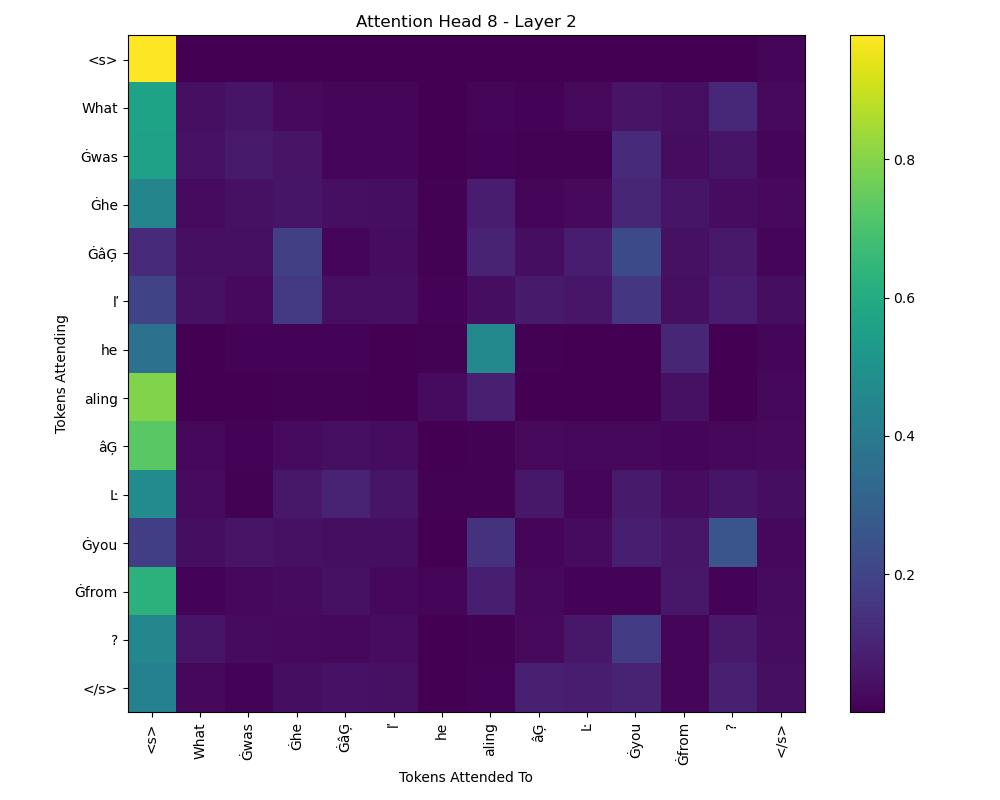 Attention Head 8 - Layer 2
Tokens Attending
<s>
What
Ġwas
Ġhe
ĠâĢ
ľ
he
aling
âĢ
Ŀ
Ġyou
Ġfrom
?
</s>
<s>
What
Ġwas
Ġhe
ĠâĢ
ľ
he
aling
âĢ
Ŀ
Ġyou
Ġfrom
?
</s>
Tokens Attended To
0.8
0.6
0.4
0.2